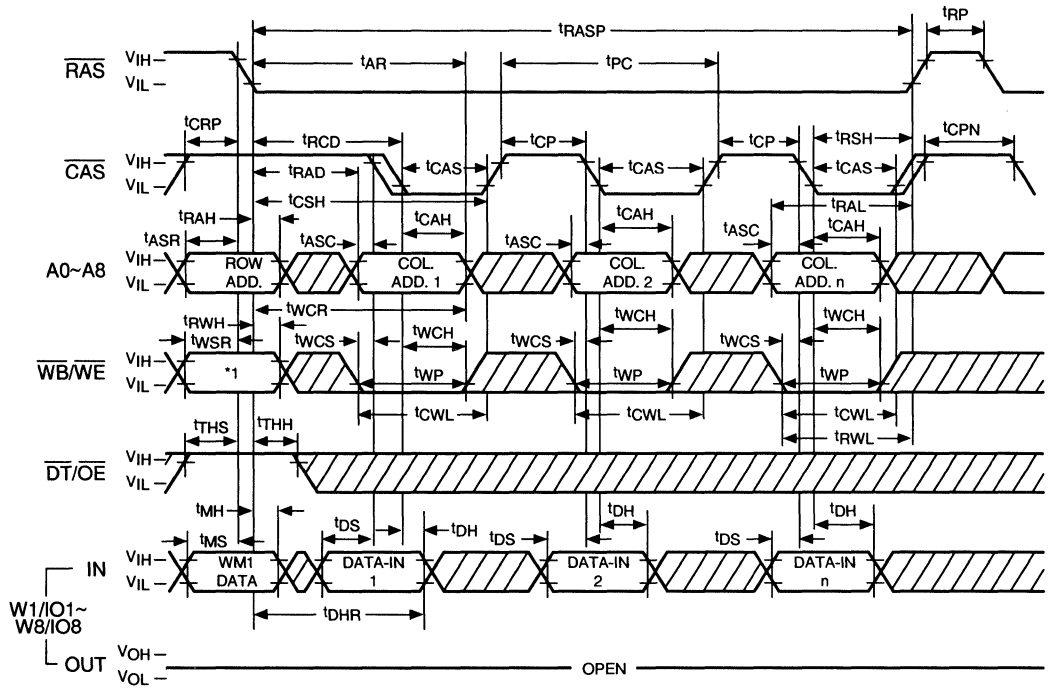 tRP
tRASP
RAS
VIH
VIL
tAR
tPC
tCRP
tRCD
tCP
tCP
tRSH
tCPN
CAS
VIH
VIL
tRAD
tCAS
tCAS
tCAS
tCSH
tRAL
tRAH
tCAH
tCAH
tCAH
tASR
tASC
tASC
tASC
A0~A8
VIH
VIL
ROW ADD.
COL. ADD. 1
COL. ADD. 2
COL. ADD. n
tWCR
tRWH
tWCH
tWCH
tWCH
tWSR
tWCS
tWCS
tWCS
WB/WE
VIH
VIL
*1
tWP
tWP
tWP
tCWL
tCWL
tCWL
tRWL
tTHS
tTHH
DT/OE
VIH
VIL
tMH
tDS
tDH
tDH
tDH
tMS
tDS
tDS
IN
VIH
VIL
WM1 DATA
DATA-IN 1
DATA-IN 2
DATA-IN n
W1/IO1~
W8/IO8
tDHR
OUT
VOH
VOL
OPEN